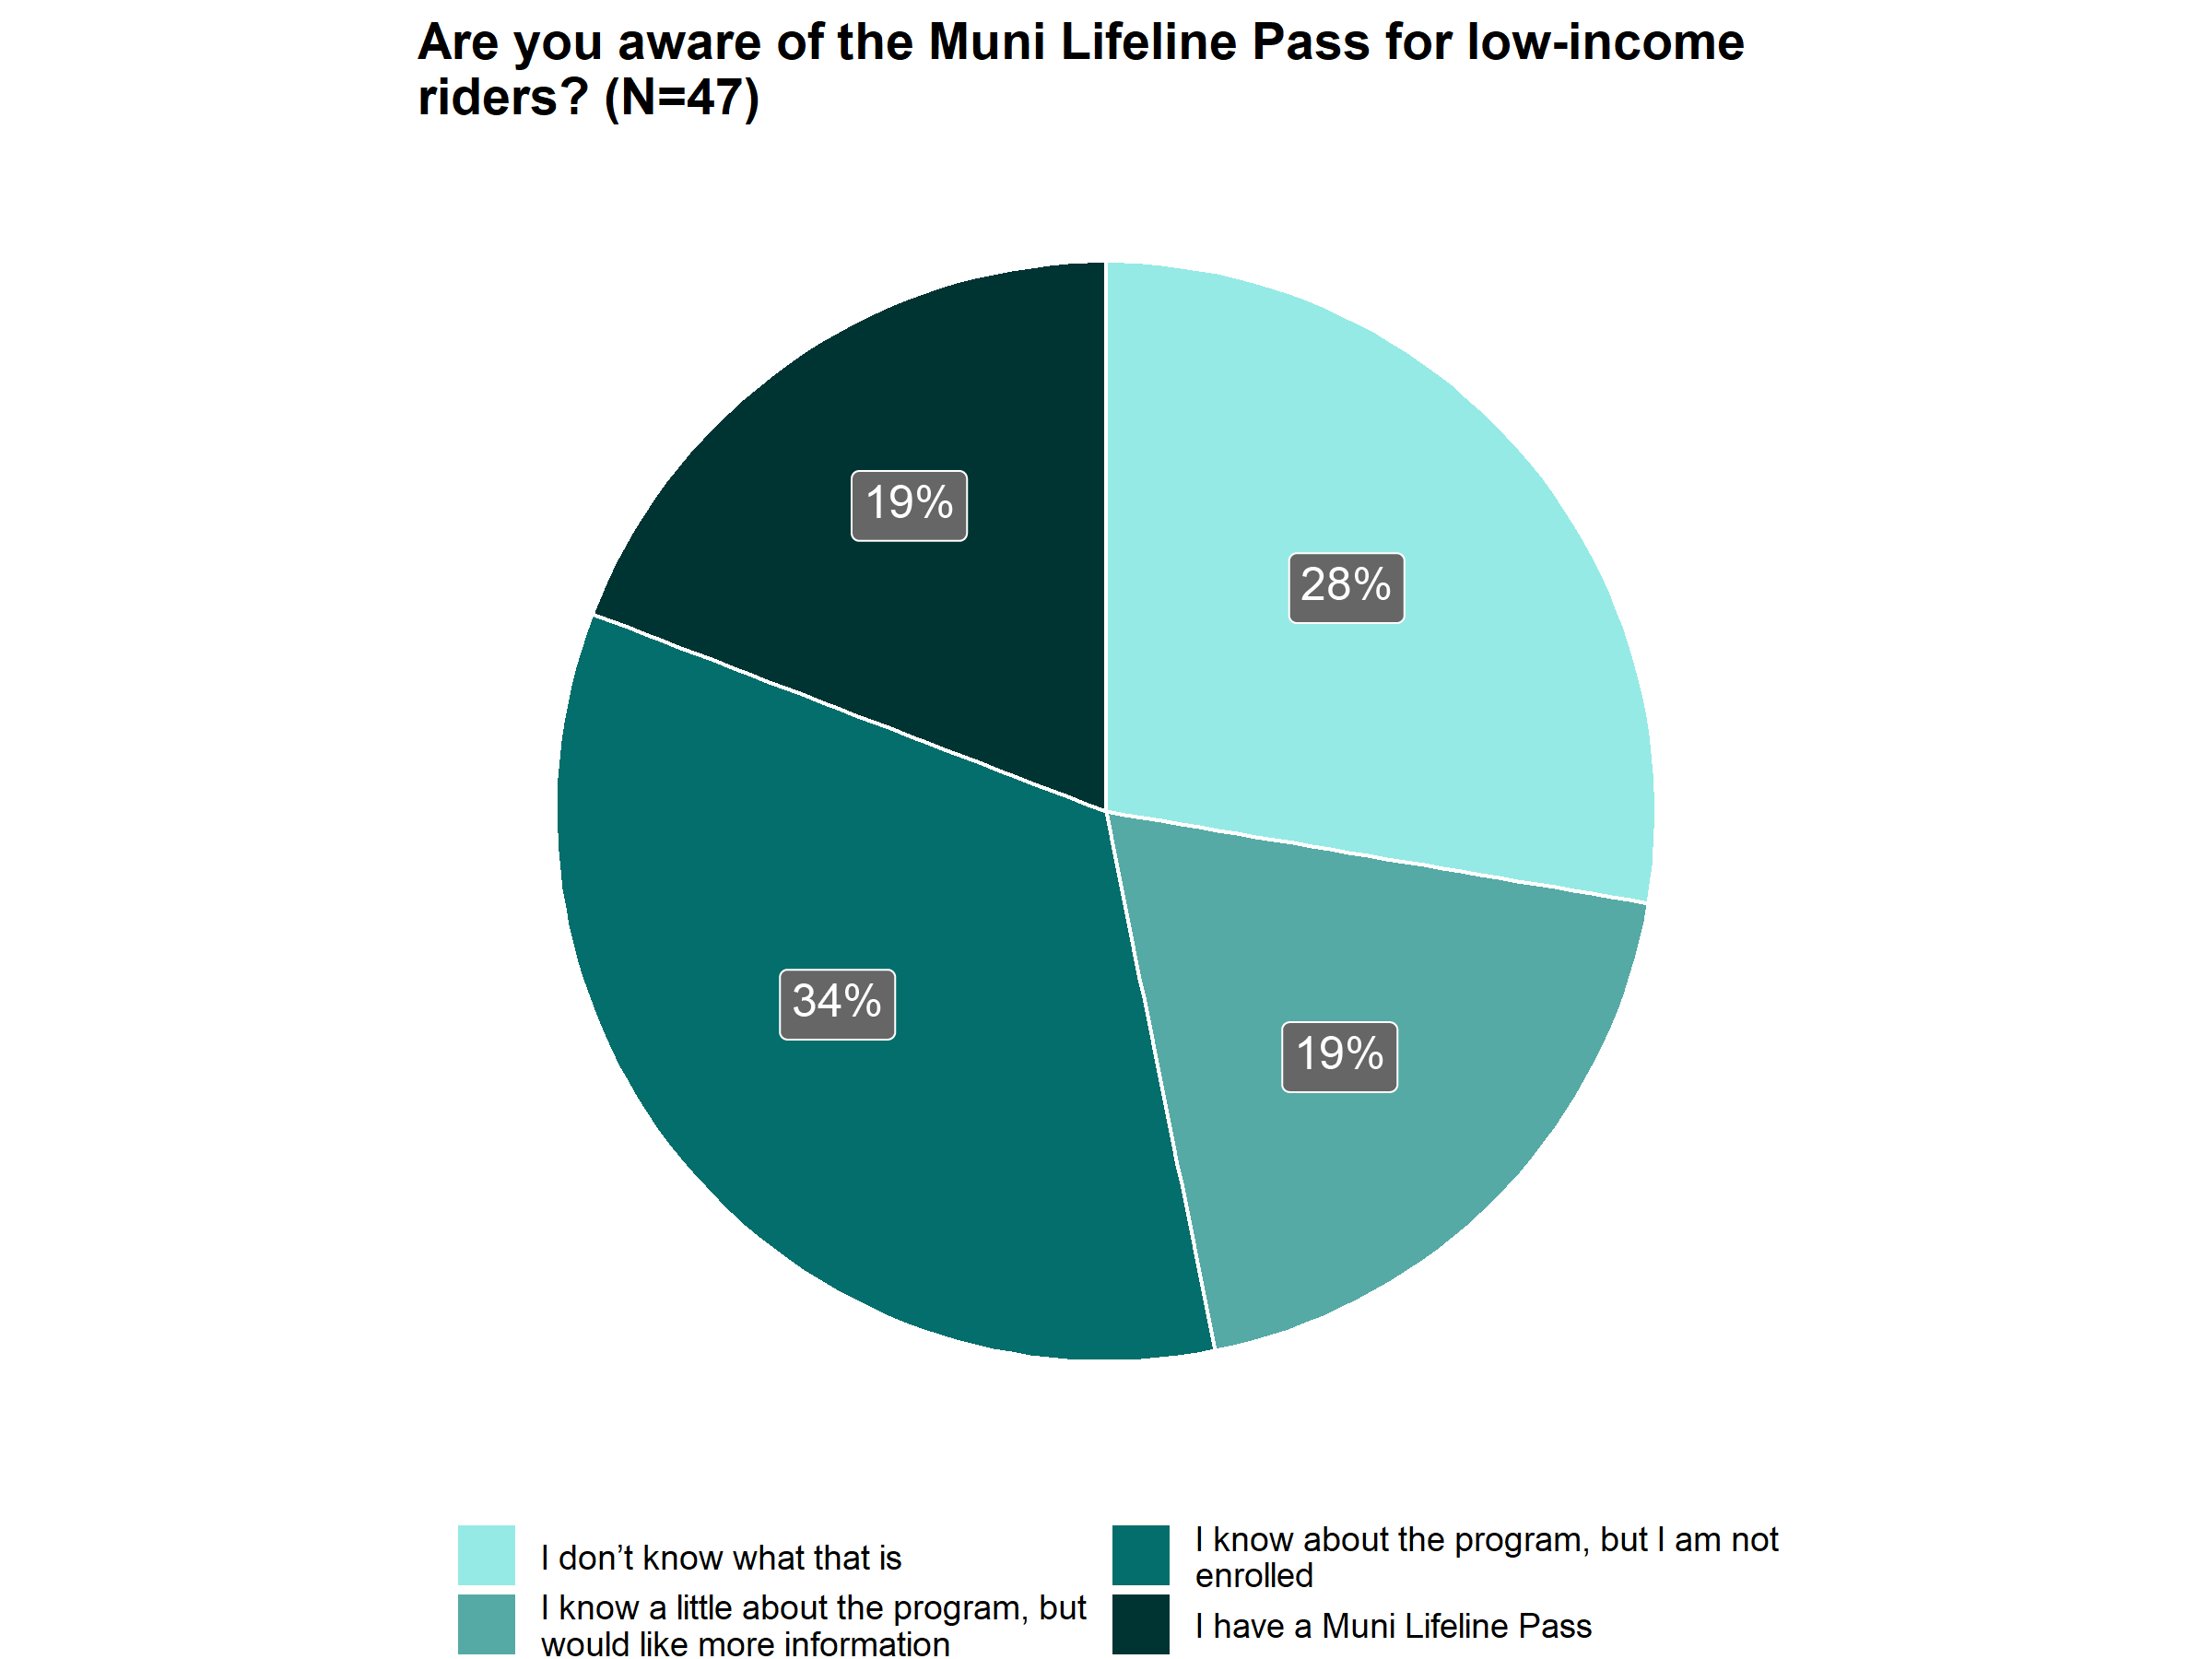 Are you aware of the Muni Lifeline Pass for low-income
riders? (N=47)
19%
28%
34%
19%
I don’t know what that is
I know a little about the program, but
would like more information
I know about the program, but I am not
enrolled
I have a Muni Lifeline Pass